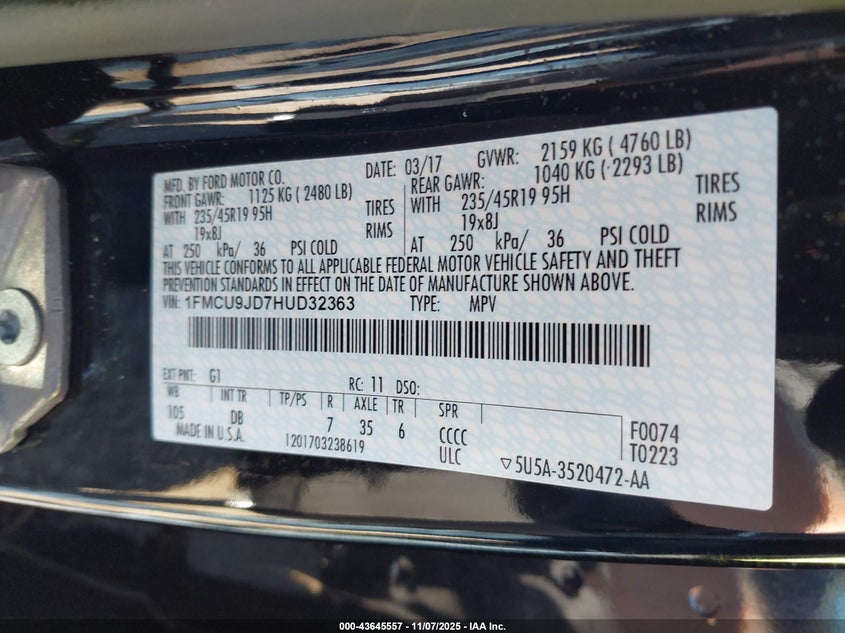 MFD. BY FORD MOTOR CO. DATE: 03/17 GVWR: 2159 KG ( 4760 LB)
FRONT GAWR: 1125 KG ( 2480 LB) REAR GAWR: 1040 KG ( 2293 LB)
WITH 235/45R19 95H TIRES WITH 235/45R19 95H TIRES
19x8J RIMS 19x8J RIMS
AT 250 kPa/ 36 PSI COLD AT 250 kPa/ 36 PSI COLD
THIS VEHICLE CONFORMS TO ALL APPLICABLE FEDERAL MOTOR VEHICLE SAFETY AND THEFT
PREVENTION STANDARDS IN EFFECT ON THE DATE OF MANUFACTURE SHOWN ABOVE.
VIN: 1FMCU9JD7HUD32363 TYPE: MPV
EXT PNT: G1 RC: 11 DSO:
WB INT TR TP/PS R AXLE TR SPR
105 DB 7 35 6 CCCC F0074
MADE IN U.S.A. 1201703238619 ULC T0223
▽5U5A-3520472-AA
000-43645557 - 11/07/2025 - IAA Inc.